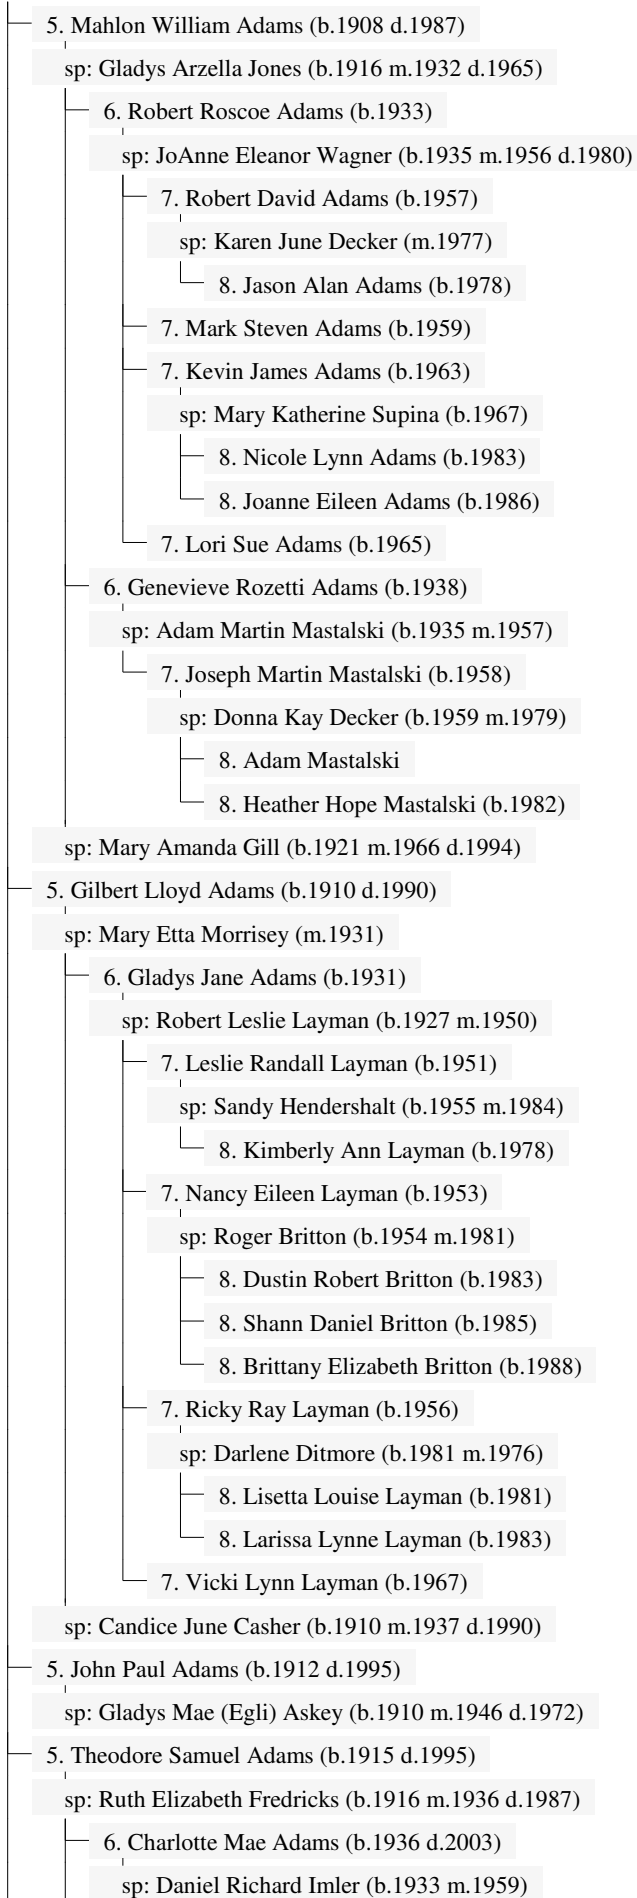 5. Mahlon William Adams (b.1908 d.1987)
sp: Gladys Arzella Jones (b.1916 m.1932 d.1965)
6. Robert Roscoe Adams (b.1933)
sp: JoAnne Eleanor Wagner (b.1935 m.1956 d.1980)
7. Robert David Adams (b.1957)
sp: Karen June Decker (m.1977)
8. Jason Alan Adams (b.1978)
7. Mark Steven Adams (b.1959)
7. Kevin James Adams (b.1963)
sp: Mary Katherine Supina (b.1967)
8. Nicole Lynn Adams (b.1983)
8. Joanne Eileen Adams (b.1986)
7. Lori Sue Adams (b.1965)
6. Genevieve Rozetti Adams (b.1938)
sp: Adam Martin Mastalski (b.1935 m.1957)
7. Joseph Martin Mastalski (b.1958)
sp: Donna Kay Decker (b.1959 m.1979)
8. Adam Mastalski
8. Heather Hope Mastalski (b.1982)
sp: Mary Amanda Gill (b.1921 m.1966 d.1994)
5. Gilbert Lloyd Adams (b.1910 d.1990)
sp: Mary Etta Morrisey (m.1931)
6. Gladys Jane Adams (b.1931)
sp: Robert Leslie Layman (b.1927 m.1950)
7. Leslie Randall Layman (b.1951)
sp: Sandy Hendershalt (b.1955 m.1984)
8. Kimberly Ann Layman (b.1978)
7. Nancy Eileen Layman (b.1953)
sp: Roger Britton (b.1954 m.1981)
8. Dustin Robert Britton (b.1983)
8. Shann Daniel Britton (b.1985)
8. Brittany Elizabeth Britton (b.1988)
7. Ricky Ray Layman (b.1956)
sp: Darlene Ditmore (b.1981 m.1976)
8. Lisetta Louise Layman (b.1981)
8. Larissa Lynne Layman (b.1983)
7. Vicki Lynn Layman (b.1967)
sp: Candice June Casher (b.1910 m.1937 d.1990)
5. John Paul Adams (b.1912 d.1995)
sp: Gladys Mae (Egli) Askey (b.1910 m.1946 d.1972)
5. Theodore Samuel Adams (b.1915 d.1995)
sp: Ruth Elizabeth Fredricks (b.1916 m.1936 d.1987)
6. Charlotte Mae Adams (b.1936 d.2003)
sp: Daniel Richard Imler (b.1933 m.1959)